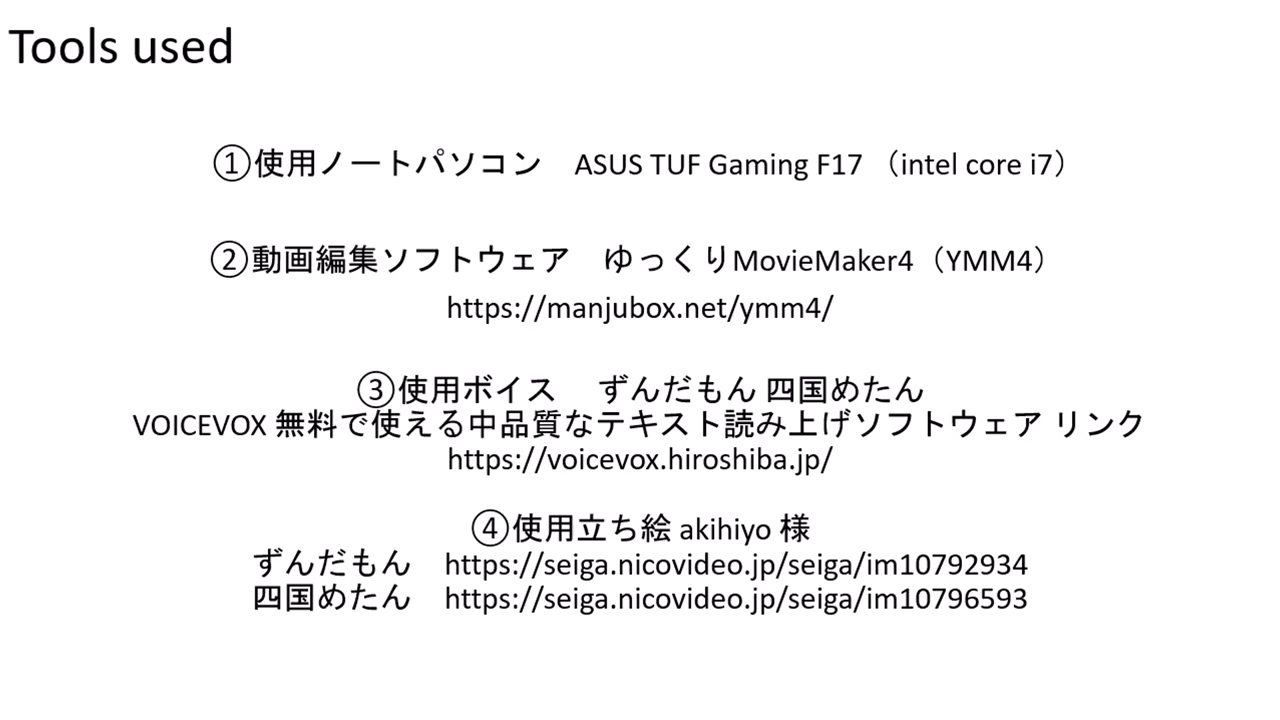 Tools used
①使用ノートパソコン　ASUS TUF Gaming F17 （intel core i7）
②動画編集ソフトウェア　ゆっくりMovieMaker4（YMM4）
https://manjubox.net/ymm4/
③使用ボイス　ずんだもん 四国めたん
VOICEVOX 無料で使える中品質なテキスト読み上げソフトウェア リンク
https://voicevox.hiroshiba.jp/
④使用立ち絵 akihiyo 様
ずんだもん　https://seiga.nicovideo.jp/seiga/im10792934
四国めたん　https://seiga.nicovideo.jp/seiga/im10796593